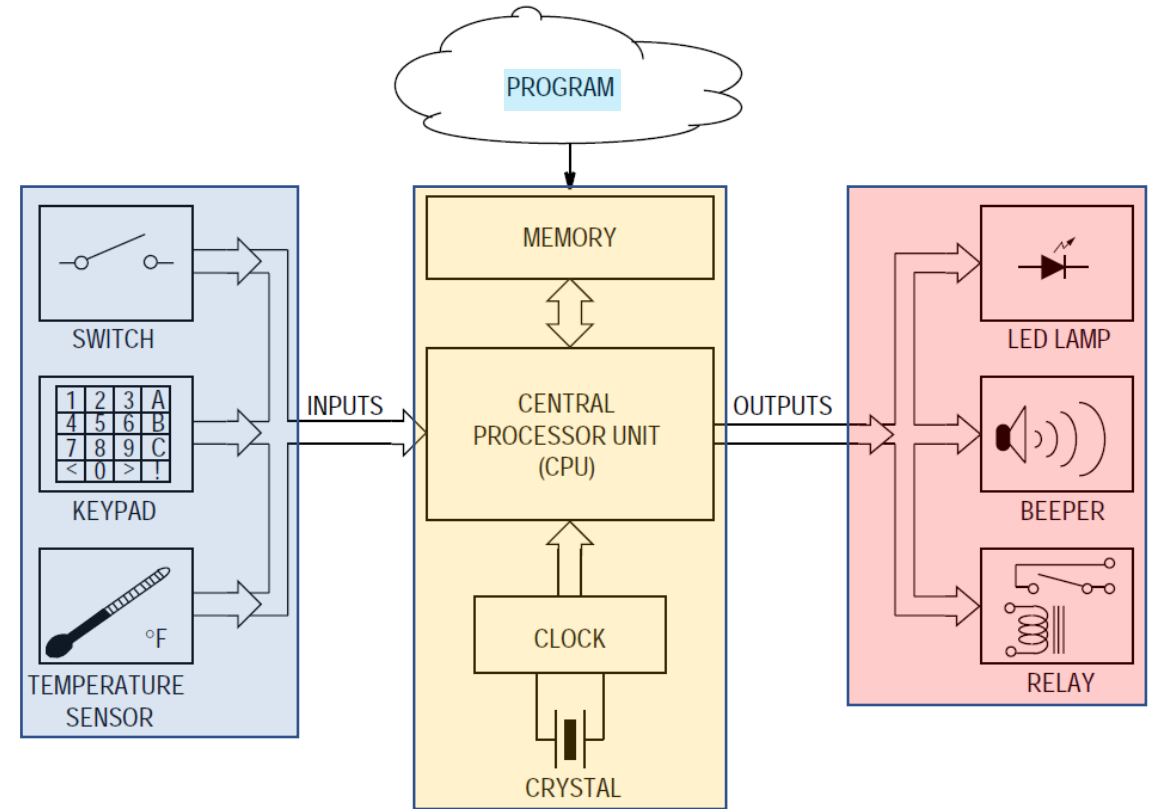 PROGRAM
SWITCH
1 2 3 A
4 5 6 B
7 8 9 C
< 0 > !
KEYPAD
°F
TEMPERATURE
SENSOR
INPUTS
MEMORY
CENTRAL
PROCESSOR UNIT
(CPU)
CLOCK
CRYSTAL
OUTPUTS
LED LAMP
BEEPER
RELAY